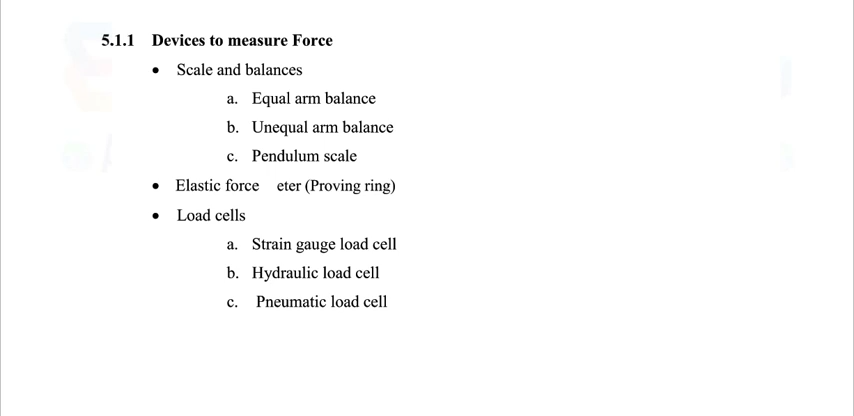 5.1.1 Devices to measure Force
• Scale and balances
a. Equal arm balance
b. Unequal arm balance
c. Pendulum scale
• Elastic force eter (Proving ring)
• Load cells
a. Strain gauge load cell
b. Hydraulic load cell
c. Pneumatic load cell